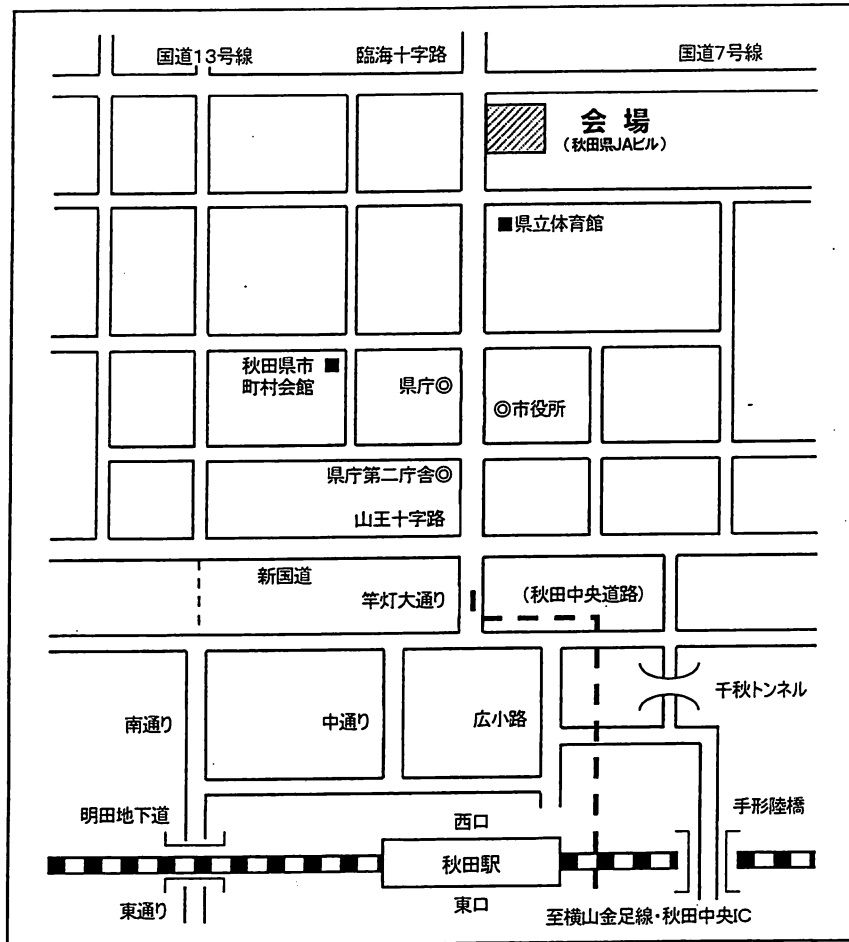 国道13号線
臨海十字路
国道7号線
会場
(秋田県JAビル)
■県立体育館
秋田県市■
町村会館
県庁◎
◎市役所
県庁第二庁舎◎
山王十字路
新国道
竿灯大通り
(秋田中央道路)
千秋トンネル
南通り
中通り
広小路
明田地下道
西口
手形陸橋
秋田駅
東通り
東口
至横山金足線・秋田中央IC